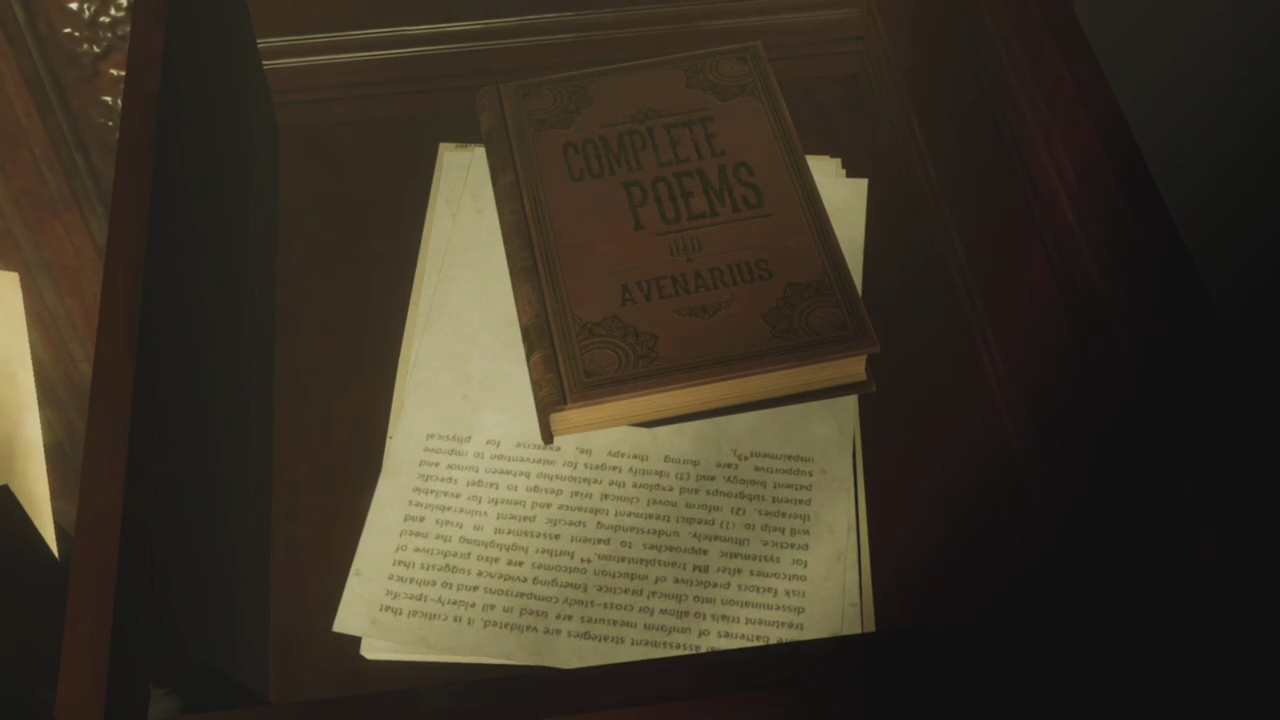 COMPLETE
POEMS
AVENARIUS
assessment strategies are validated, it is critical that
batteries of uniform measures are used in all elderly-specific
treatment trials to allow for cross-study comparisons and to enhance
dissemination into clinical practice. Emerging evidence suggests that
risk factors predictive of induction outcomes are also predictive of
outcomes after BM transplantation,44 further highlighting the need
for systematic approaches to patient assessment in trials and
practice. Ultimately, understanding specific patient vulnerabilities
will help to (1) predict treatment tolerance and benefit for available
therapies, (2) inform novel clinical trial design to target specific
patient subgroups and explore the relationship between tumor and
patient biology, and (3) identify targets for intervention to improve
supportive care during therapy (ie, exercise for physical
impairment45).